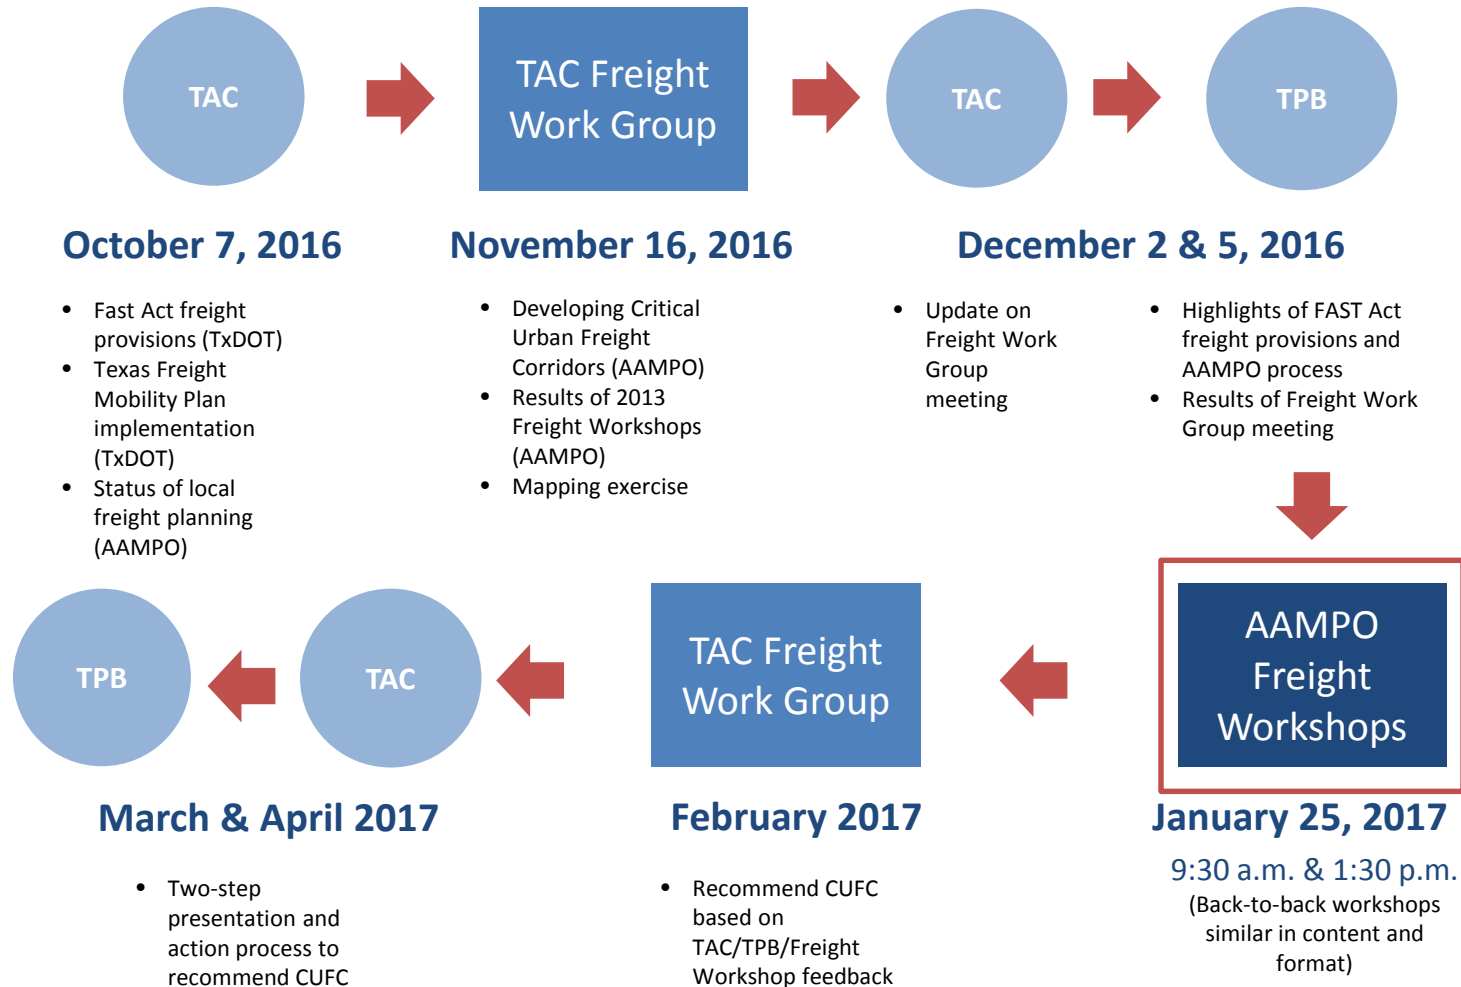 TAC
TAC Freight
Work Group
TAC
TPB
October 7, 2016
• Fast Act freight
provisions (TxDOT)
• Texas Freight
Mobility Plan
implementation
(TxDOT)
• Status of local
freight planning
(AAMPO)
November 16, 2016
• Developing Critical
Urban Freight
Corridors (AAMPO)
• Results of 2013
Freight Workshops
(AAMPO)
• Mapping exercise
December 2 & 5, 2016
• Update on
Freight Work
Group
meeting
• Highlights of FAST Act
freight provisions and
AAMPO process
• Results of Freight Work
Group meeting
AAMPO
Freight
Workshops
January 25, 2017
9:30 a.m. & 1:30 p.m.
(Back-to-back workshops
similar in content and
format)
TAC Freight
Work Group
February 2017
• Recommend CUFC
based on
TAC/TPB/Freight
Workshop feedback
TAC
TPB
March & April 2017
• Two-step
presentation and
action process to
recommend CUFC